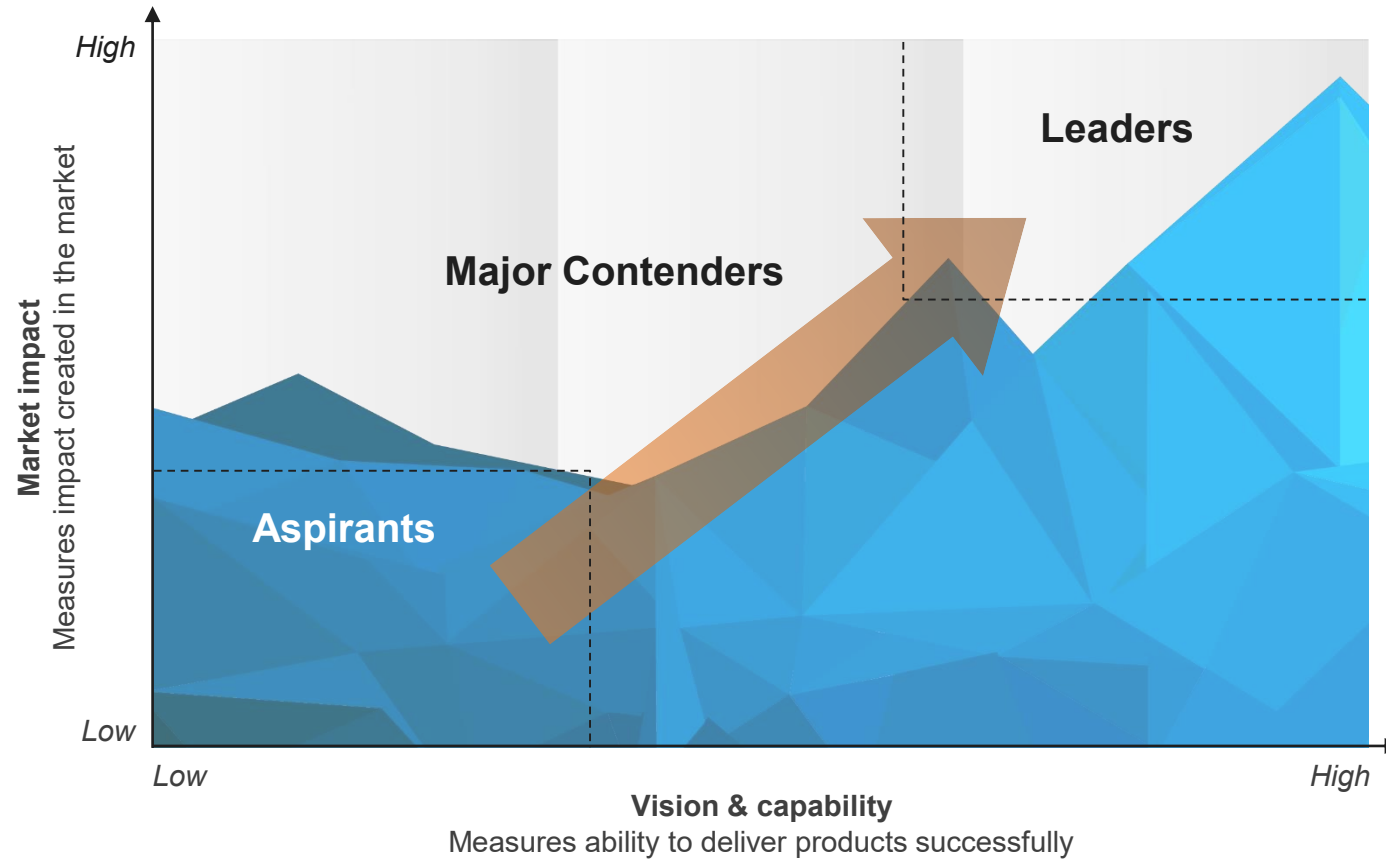 High
Market impact
Measures impact created in the market
Leaders
Major Contenders
Aspirants
Low
Low
High
Vision & capability
Measures ability to deliver products successfully